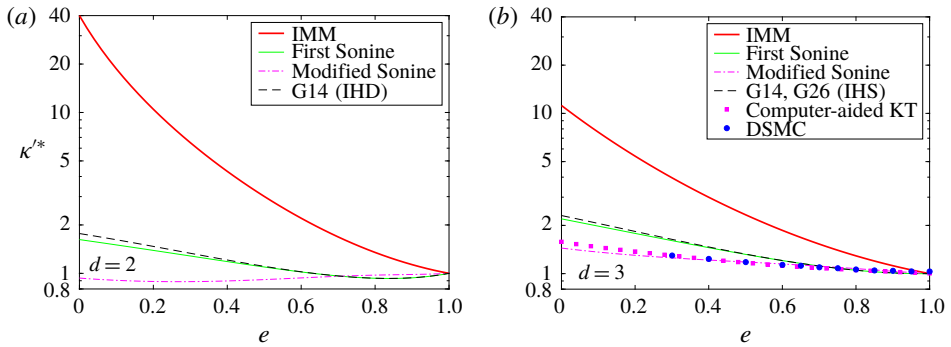 (a)
40
20
10
5
2
1
0.8
κ′*
IMM
First Sonine
Modified Sonine
G14 (IHD)
d = 2
0 0.2 0.4 0.6 0.8 1.0
e
(b)
40
20
10
5
2
1
0.8
IMM
First Sonine
Modified Sonine
G14, G26 (IHS)
Computer-aided KT
DSMC
d = 3
0 0.2 0.4 0.6 0.8 1.0
e